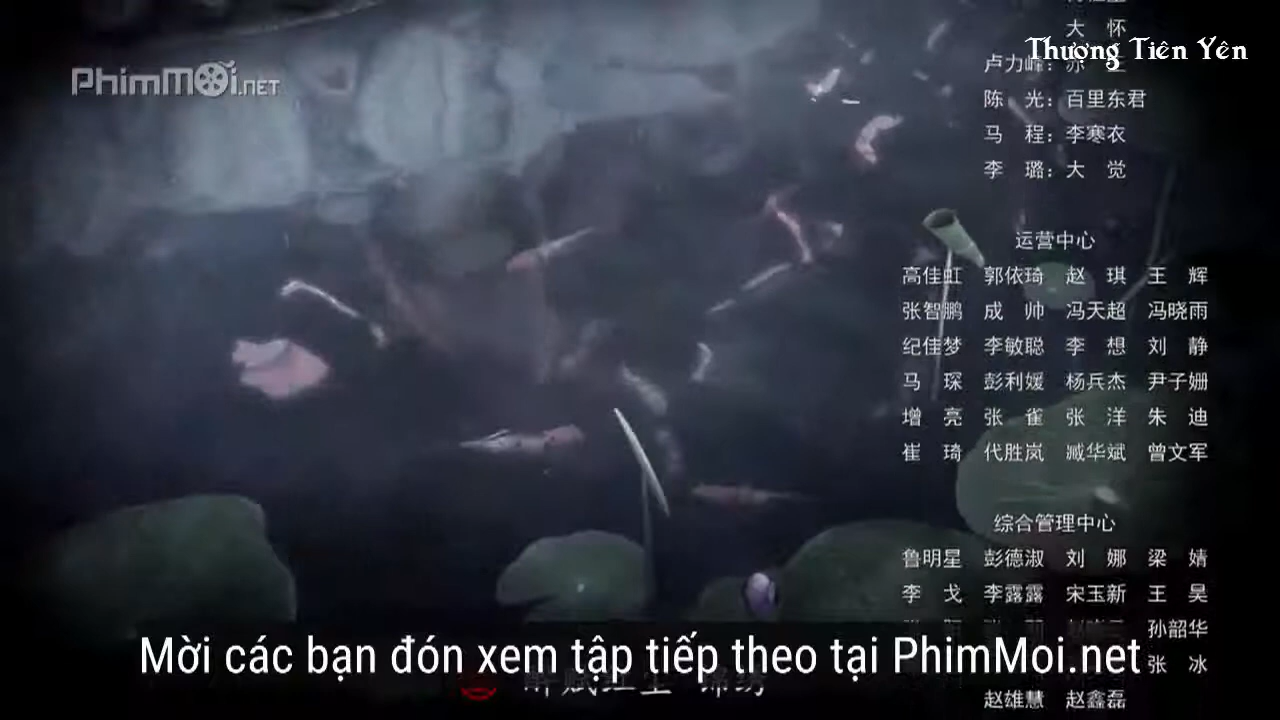 大 怀
Thượng Tiên Yên
PhimMỡi.NET
卢力峰：
陈 光：百里东君
马 程：李寒衣
李 璐：大 觉
运营中心
高佳虹 郭依琦 赵 琪 王 辉
张智鹏 成 帅 冯天超 冯晓雨
纪佳梦 李敏聪 李 想 刘 静
马 琛 彭利媛 杨兵杰 尹子姗
增 亮 张 雀 张 洋 朱 迪
崔 琦 代胜岚 臧华斌 曾文军
综合管理中心
鲁明星 彭德淑 刘 娜 梁 婧
李 戈 李露露 宋玉新 王 昊
孙韶华
Mời các bạn đón xem tập tiếp theo tại PhimMoi.net
张 冰
赵雄慧 赵鑫磊